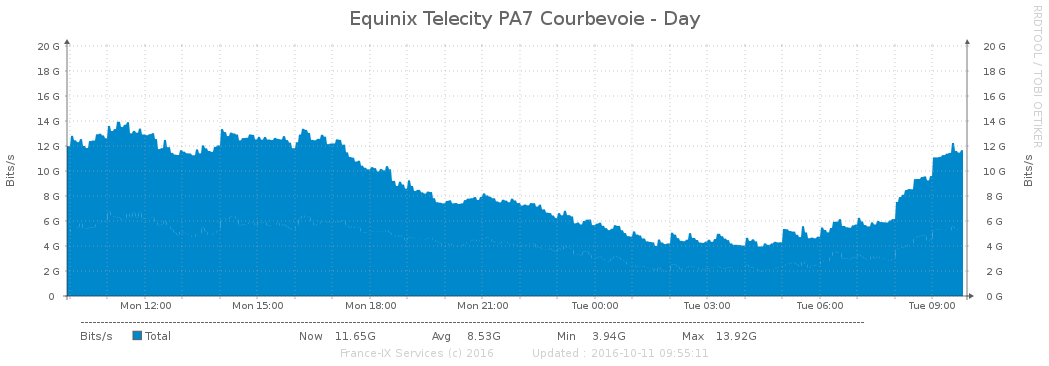 Equinix Telecity PA7 Courbevoie - Day
RRDTOOL / TOBI OETIKER
Bits/s
20 G 20 G
18 G 18 G
16 G 16 G
14 G 14 G
12 G 12 G
10 G 10 G
8 G 8 G
6 G 6 G
4 G 4 G
2 G 2 G
0 0 G
Bits/s
Mon 12:00 Mon 15:00 Mon 18:00 Mon 21:00 Tue 00:00 Tue 03:00 Tue 06:00 Tue 09:00
Bits/s Total Now 11.65G Avg 8.53G Min 3.94G Max 13.92G
France-IX Services (c) 2016 Updated : 2016-10-11 09:55:11